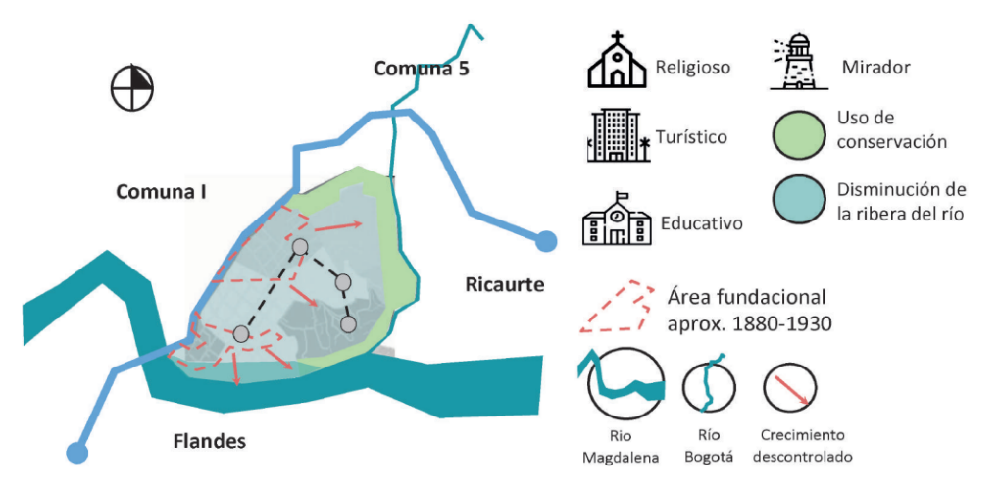 Comuna 5
Comuna I
Ricaurte
Flandes
Religioso
Mirador
Turístico
Uso de
conservación
Educativo
Disminución de
la ribera del río
Área fundacional
aprox. 1880-1930
Rio
Magdalena
Río
Bogotá
Crecimiento
descontrolado